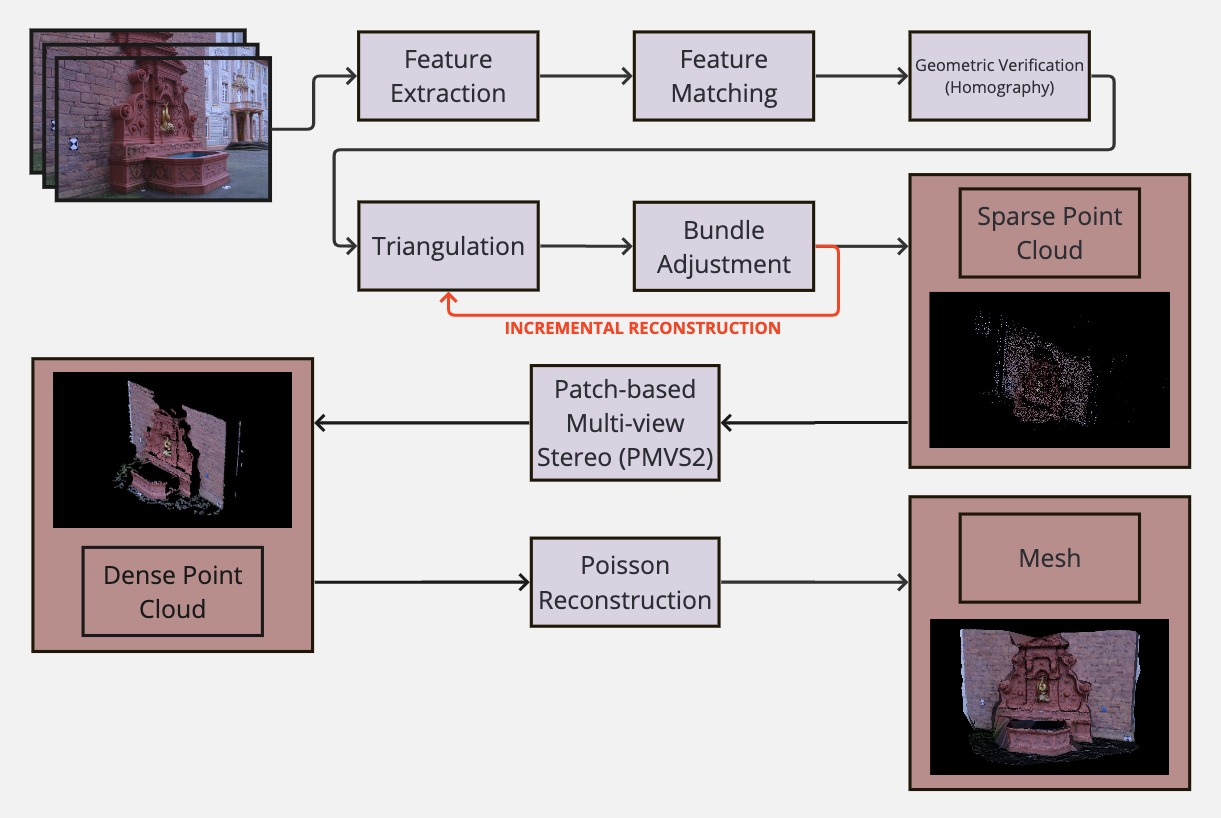 Feature
Extraction
Feature
Matching
Geometric Verification
(Homography)
Triangulation
Bundle
Adjustment
Sparse Point
Cloud
INCREMENTAL RECONSTRUCTION
Patch-based
Multi-view
Stereo (PMVS2)
Dense Point
Cloud
Poisson
Reconstruction
Mesh